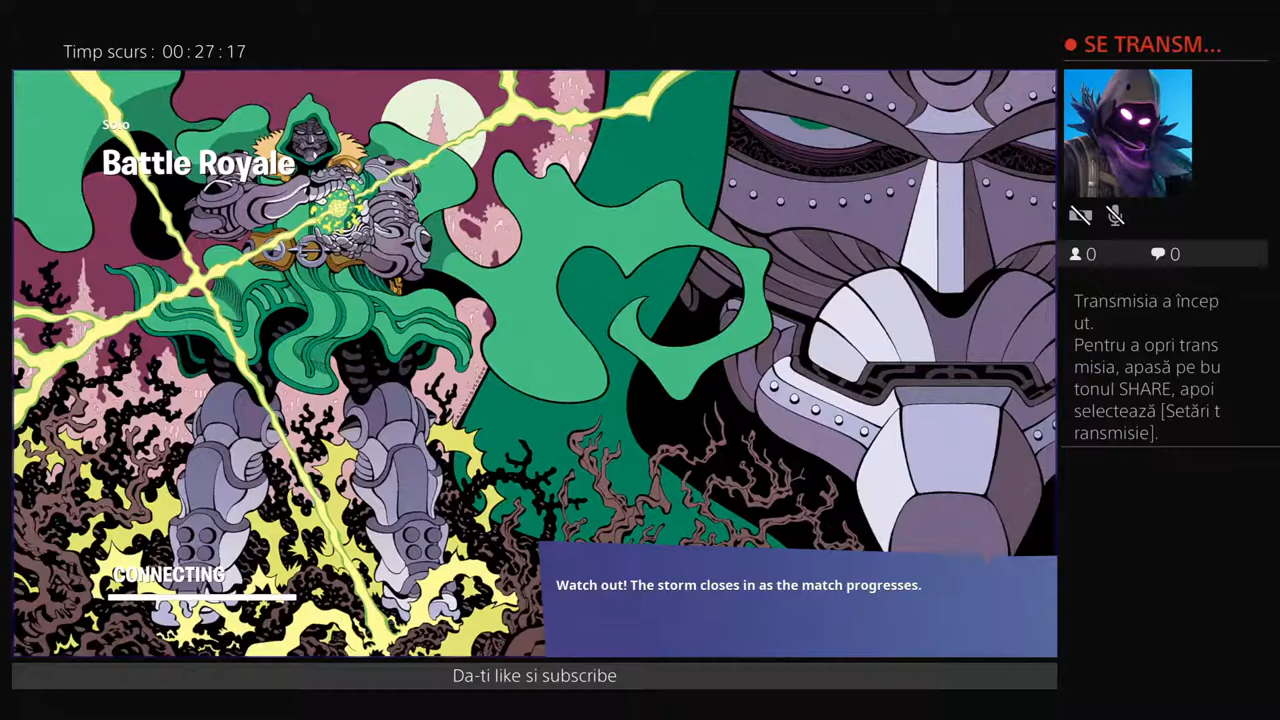 Timp scurs : 00 : 27 : 17
SE TRANSM...
Solo
Battle Royale
0
0
Transmisia a încep
ut.
Pentru a opri trans
misia, apasă pe bu
tonul SHARE, apoi
selectează [Setări t
ransmisie].
CONNECTING
Watch out! The storm closes in as the match progresses.
Da-ti like si subscribe